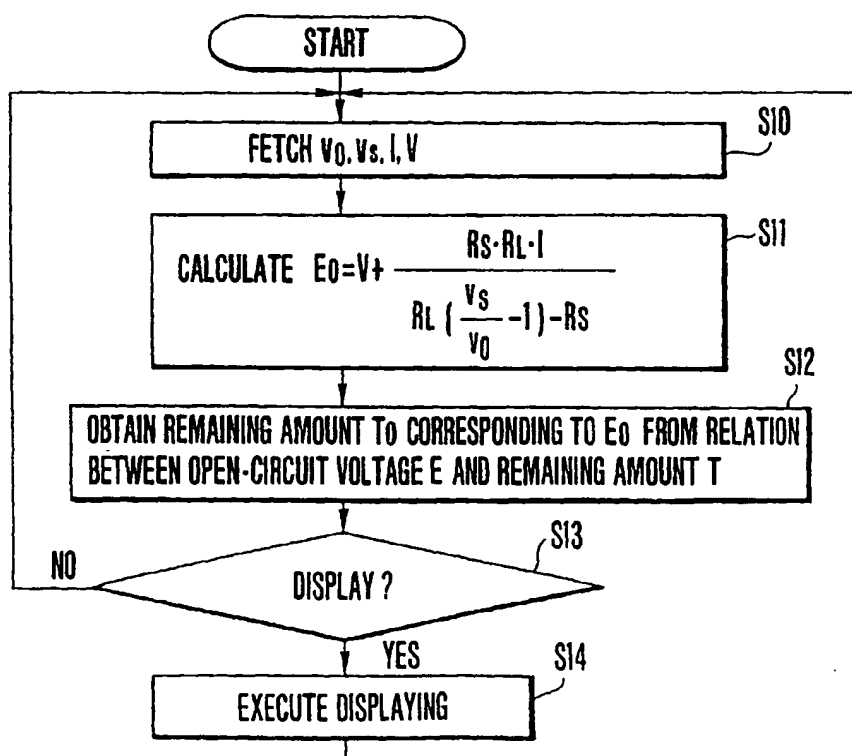 START
FETCH v0, vs, I, V
S10
CALCULATE E0=V+ RS·RL·I / RL (vs/v0 -1)-RS
S11
S12
OBTAIN REMAINING AMOUNT T0 CORRESPONDING TO E0 FROM RELATION
BETWEEN OPEN-CIRCUIT VOLTAGE E AND REMAINING AMOUNT T
S13
NO
DISPLAY ?
YES
S14
EXECUTE DISPLAYING